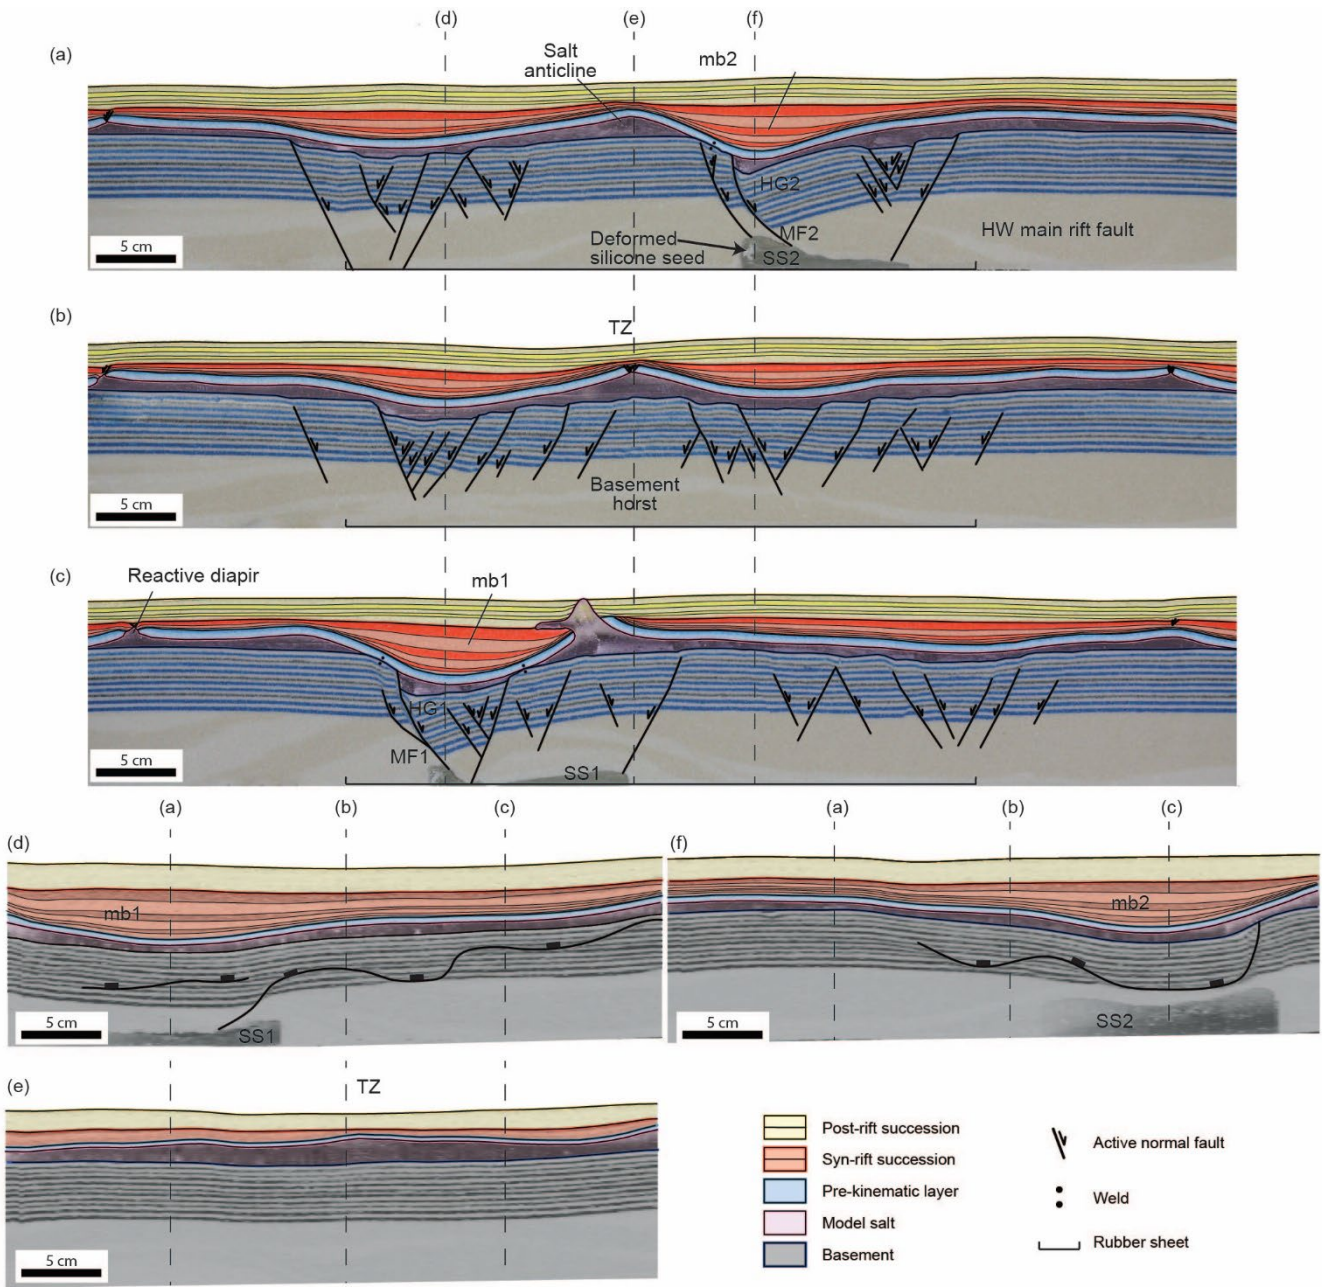 (d) (e) (f)
(a)
Salt
anticline
mb2
HG2
MF2
HW main rift fault
Deformed
silicone seed
SS2
5 cm
(b)
TZ
Basement
horst
5 cm
(c)
Reactive diapir
mb1
HG1
MF1
SS1
5 cm
(a) (b) (c) (a) (b) (c)
(d)
mb1
SS1
5 cm
(f)
mb2
SS2
5 cm
(e)
TZ
5 cm
Post-rift succession
Syn-rift succession
Pre-kinematic layer
Model salt
Basement
Active normal fault
Weld
Rubber sheet